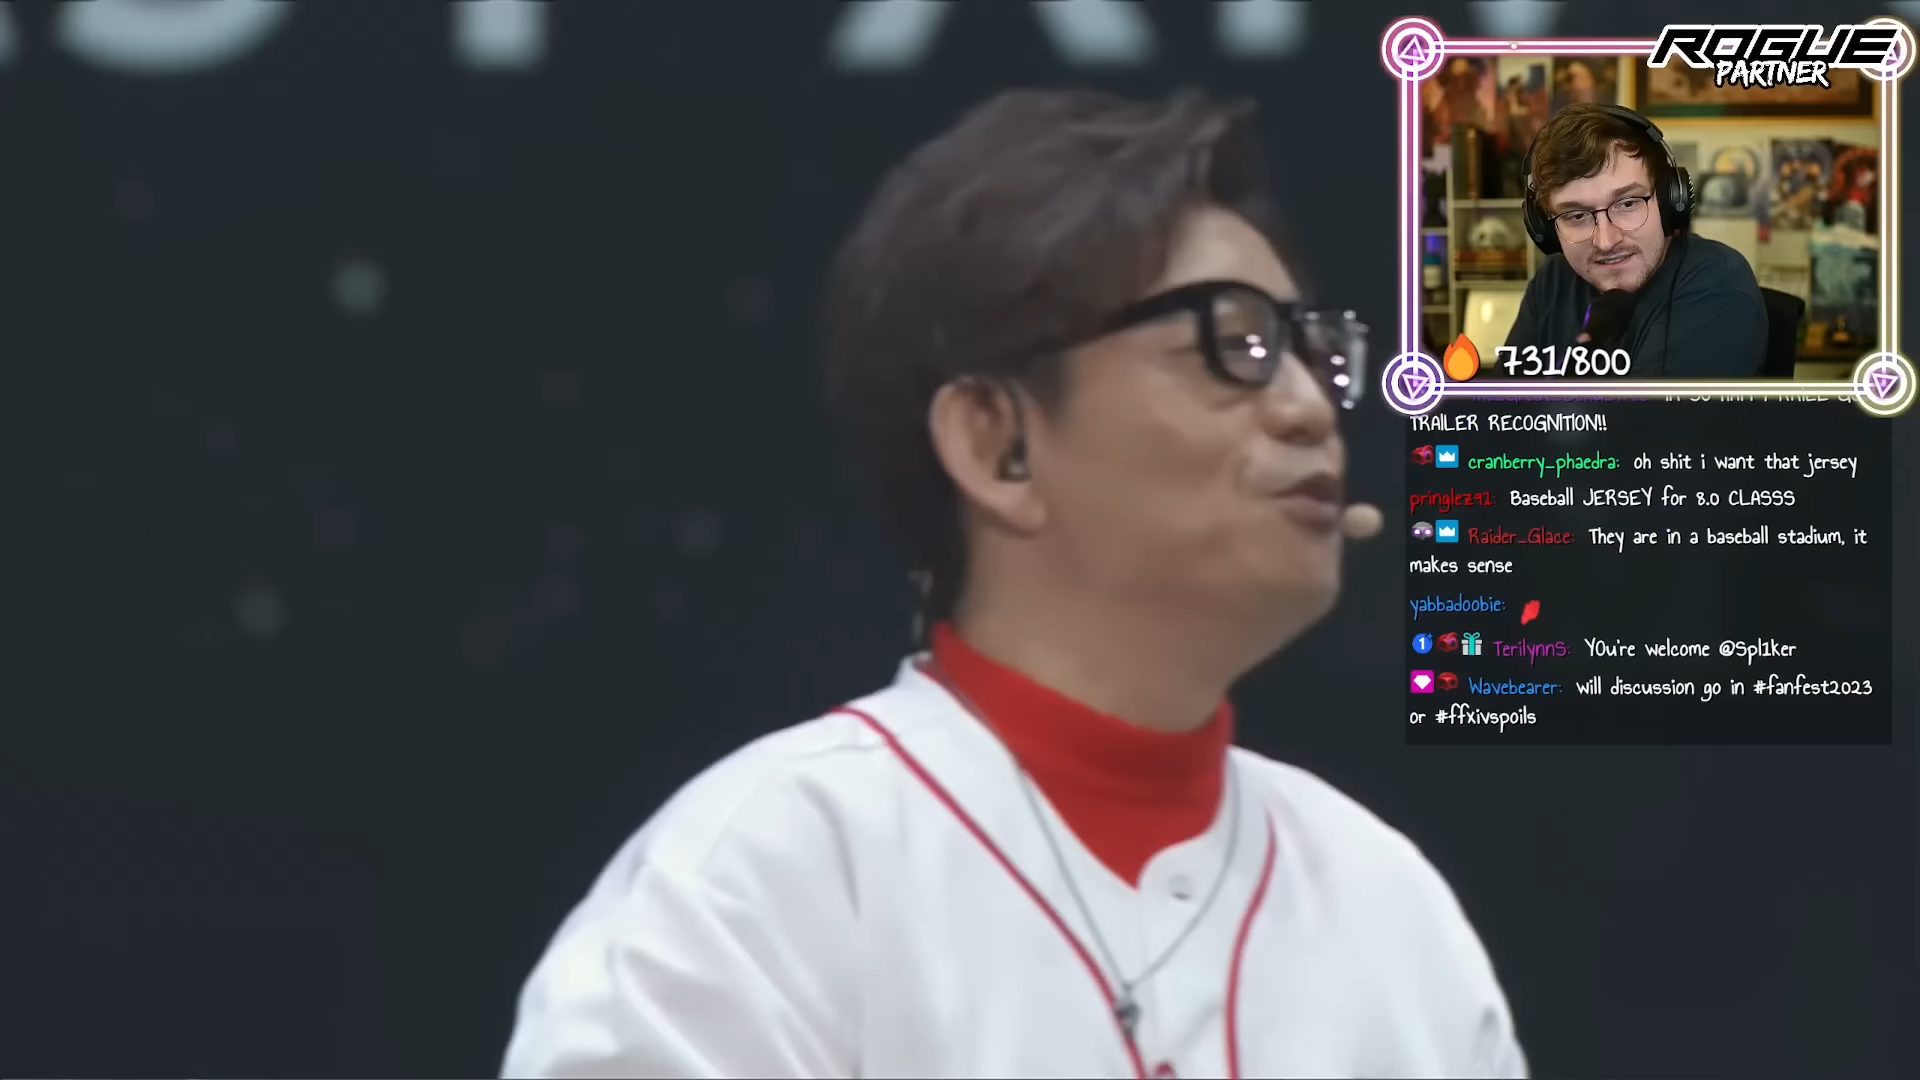 ROGUE
PARTNER
731/800
TRAILER RECOGNITION!!
cranberry_phaedra: oh shit i want that jersey
pringlez91: Baseball JERSEY for 8.0 CLASSS
Raider_Glace: They are in a baseball stadium, it
makes sense
yabbadoobie:
1 TerilynnS: YOu're welcome @Spl1ker
Wavebearer: will discussion go in #fanfest2023
or #ffxivspoils